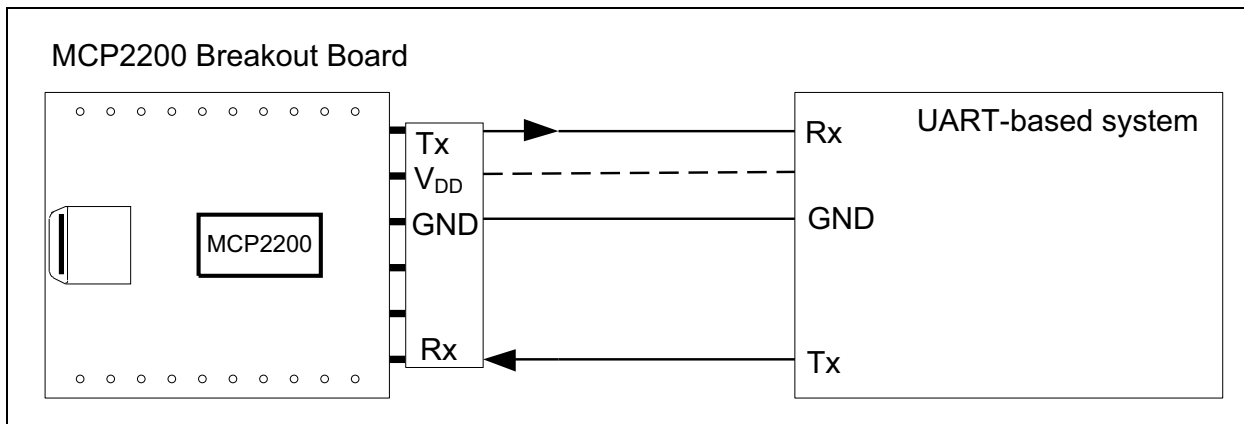 MCP2200 Breakout Board
UART-based system
Tx
Rx
VDD
GND
GND
MCP2200
Rx
Tx